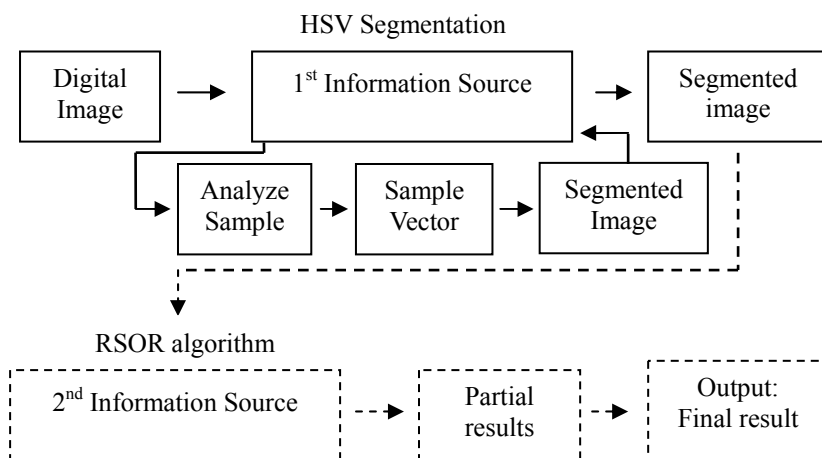 HSV Segmentation
Digital
Image
1st Information Source
Segmented
image
Analyze
Sample
Sample
Vector
Segmented
Image
RSOR algorithm
2nd Information Source
Partial
results
Output:
Final result